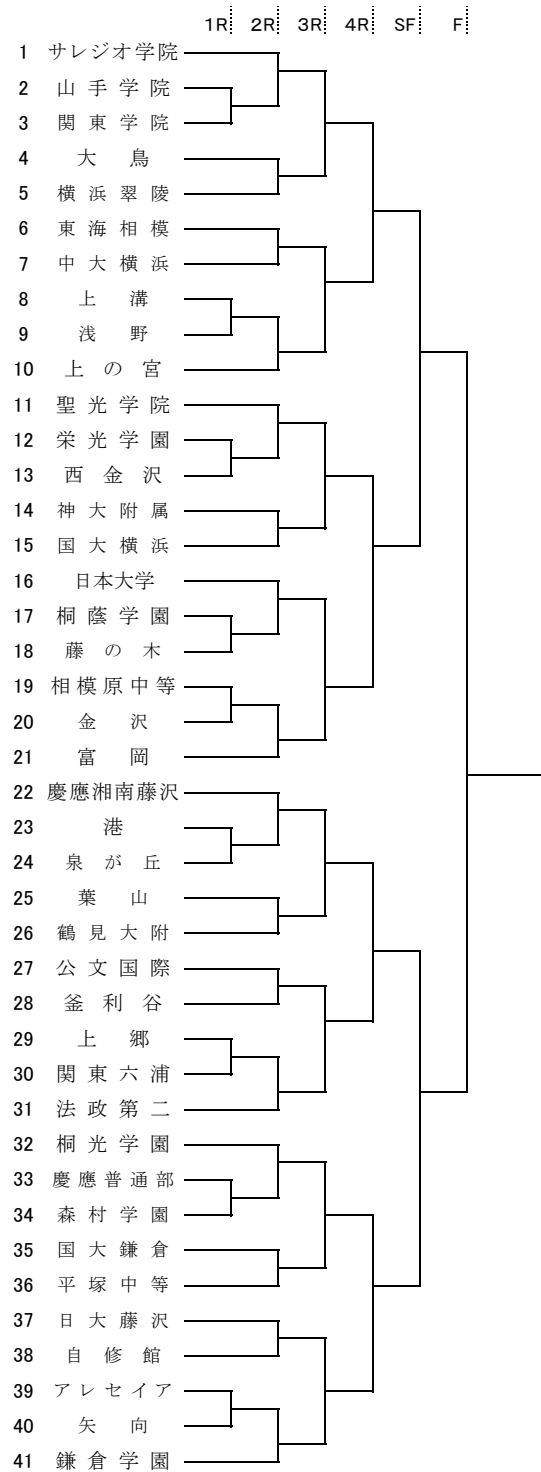 1R 2R 3R 4R SF F
1 サレジオ学院
2 山手学院
3 関東学院
4 大鳥
5 横浜翠陵
6 東海相模
7 中大横浜
8 上溝
9 浅野
10 上の宮
11 聖光学院
12 栄光学園
13 西金沢
14 神大附属
15 国大横浜
16 日本大学
17 桐蔭学園
18 藤の木
19 相模原中等
20 金沢
21 富岡
22 慶應湘南藤沢
23 港
24 泉が丘
25 葉山
26 鶴見大附
27 公文国際
28 釜利谷
29 上郷
30 関東六浦
31 法政第二
32 桐光学園
33 慶應普通部
34 森村学園
35 国大鎌倉
36 平塚中等
37 日大藤沢
38 自修館
39 アレセイア
40 矢向
41 鎌倉学園